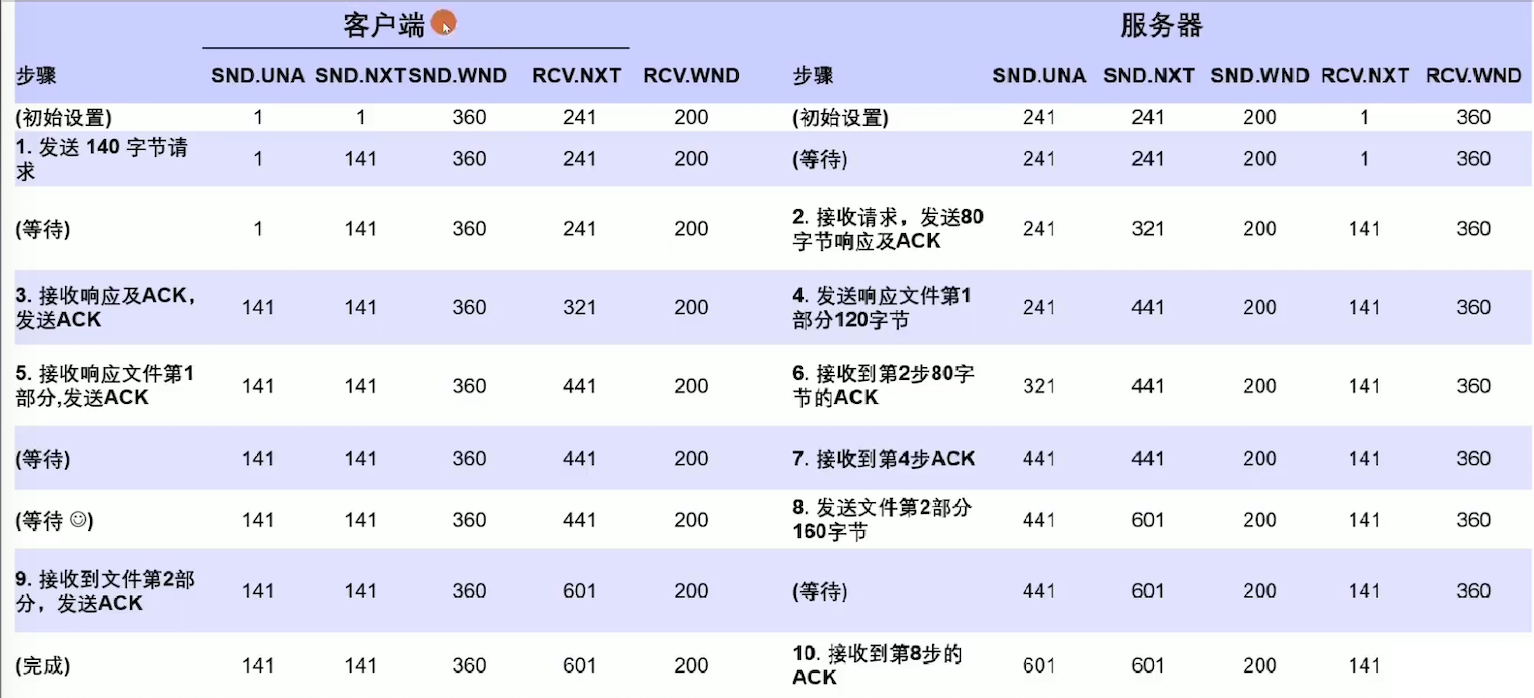 客户端 服务器
步骤 SND.UNA SND.NXT SND.WND RCV.NXT RCV.WND 步骤 SND.UNA SND.NXT SND.WND RCV.NXT RCV.WND
(初始设置) 1 1 360 241 200 (初始设置) 241 241 200 1 360
1. 发送 140 字节请
求 1 141 360 241 200 (等待) 241 241 200 1 360
(等待) 1 141 360 241 200 2. 接收请求，发送80
字节响应及ACK 241 321 200 141 360
3. 接收响应及ACK，
发送ACK 141 141 360 321 200 4. 发送响应文件第1
部分120字节 241 441 200 141 360
5. 接收响应文件第1
部分,发送ACK 141 141 360 441 200 6. 接收到第2步80字
节的ACK 321 441 200 141 360
(等待) 141 141 360 441 200 7. 接收到第4步ACK 441 441 200 141 360
(等待 ☺) 141 141 360 441 200 8. 发送文件第2部分
160字节 441 601 200 141 360
9. 接收到文件第2部
分，发送ACK 141 141 360 601 200 (等待) 441 601 200 141 360
(完成) 141 141 360 601 200 10. 接收到第8步的
ACK 601 601 200 141